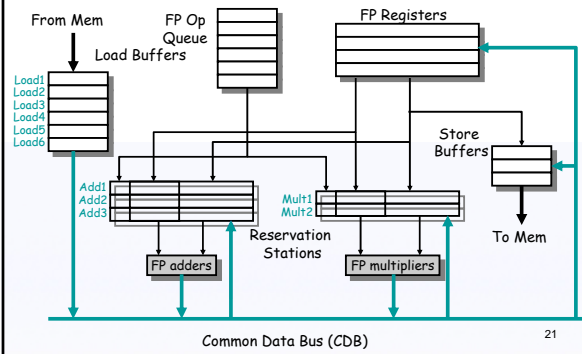 From Mem
FP Op
Queue
FP Registers
Load Buffers
Load1
Load2
Load3
Load4
Load5
Load6
Store
Buffers
Add1
Add2
Add3
Mult1
Mult2
Reservation
Stations
To Mem
FP adders
FP multipliers
Common Data Bus (CDB)
21